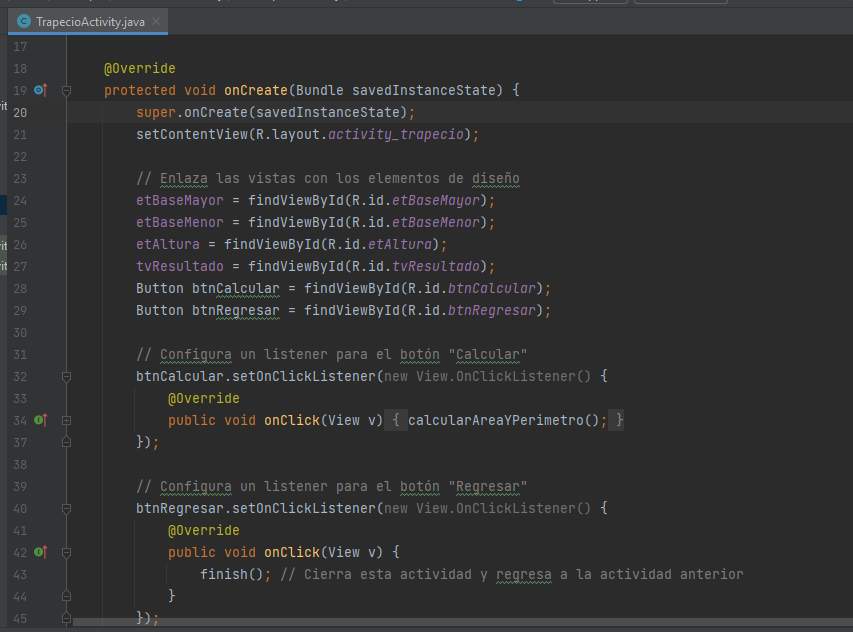 TrapecioActivity.java
17
18 @Override
19 protected void onCreate(Bundle savedInstanceState) {
20 super.onCreate(savedInstanceState);
21 setContentView(R.layout.activity_trapecio);
22
23 // Enlaza las vistas con los elementos de diseño
24 etBaseMayor = findViewById(R.id.etBaseMayor);
25 etBaseMenor = findViewById(R.id.etBaseMenor);
26 etAltura = findViewById(R.id.etAltura);
27 tvResultado = findViewById(R.id.tvResultado);
28 Button btnCalcular = findViewById(R.id.btnCalcular);
29 Button btnRegresar = findViewById(R.id.btnRegresar);
30
31 // Configura un listener para el botón "Calcular"
32 btnCalcular.setOnClickListener(new View.OnClickListener() {
33 @Override
34 public void onClick(View v) { calcularAreaYPerimetro(); }
37 });
38
39 // Configura un listener para el botón "Regresar"
40 btnRegresar.setOnClickListener(new View.OnClickListener() {
41 @Override
42 public void onClick(View v) {
43 finish(); // Cierra esta actividad y regresa a la actividad anterior
44 }
45 });